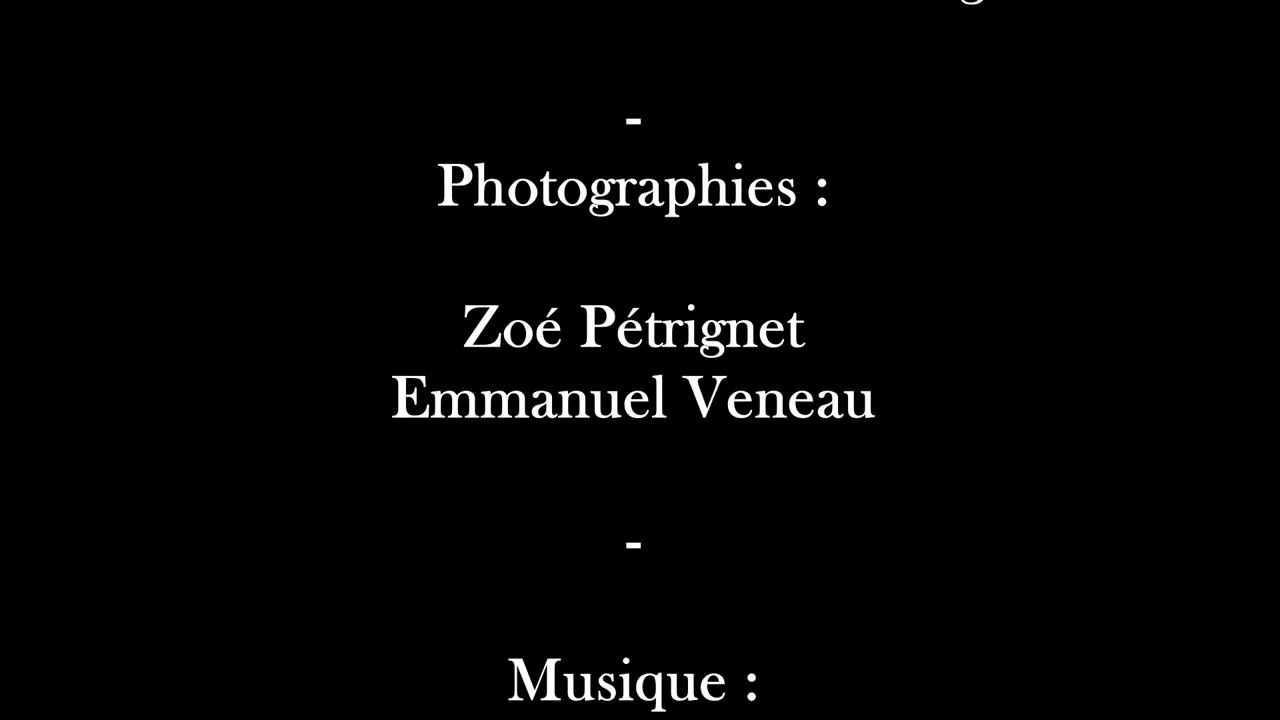 -
Photographies :
Zoé Pétrignet
Emmanuel Veneau
-
Musique :